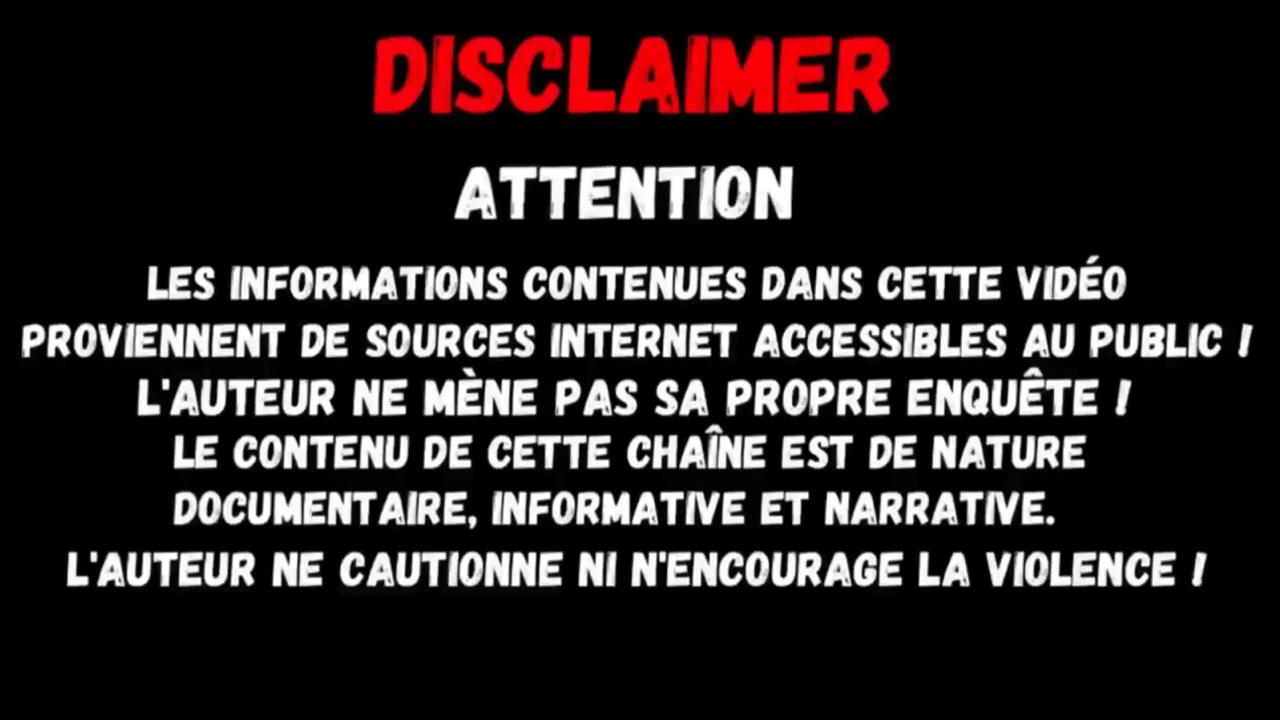 DISCLAIMER
ATTENTION
LES INFORMATIONS CONTENUES DANS CETTE VIDÉO
PROVIENNENT DE SOURCES INTERNET ACCESSIBLES AU PUBLIC !
L'AUTEUR NE MÈNE PAS SA PROPRE ENQUÊTE !
LE CONTENU DE CETTE CHAÎNE EST DE NATURE
DOCUMENTAIRE, INFORMATIVE ET NARRATIVE.
L'AUTEUR NE CAUTIONNE NI N'ENCOURAGE LA VIOLENCE !